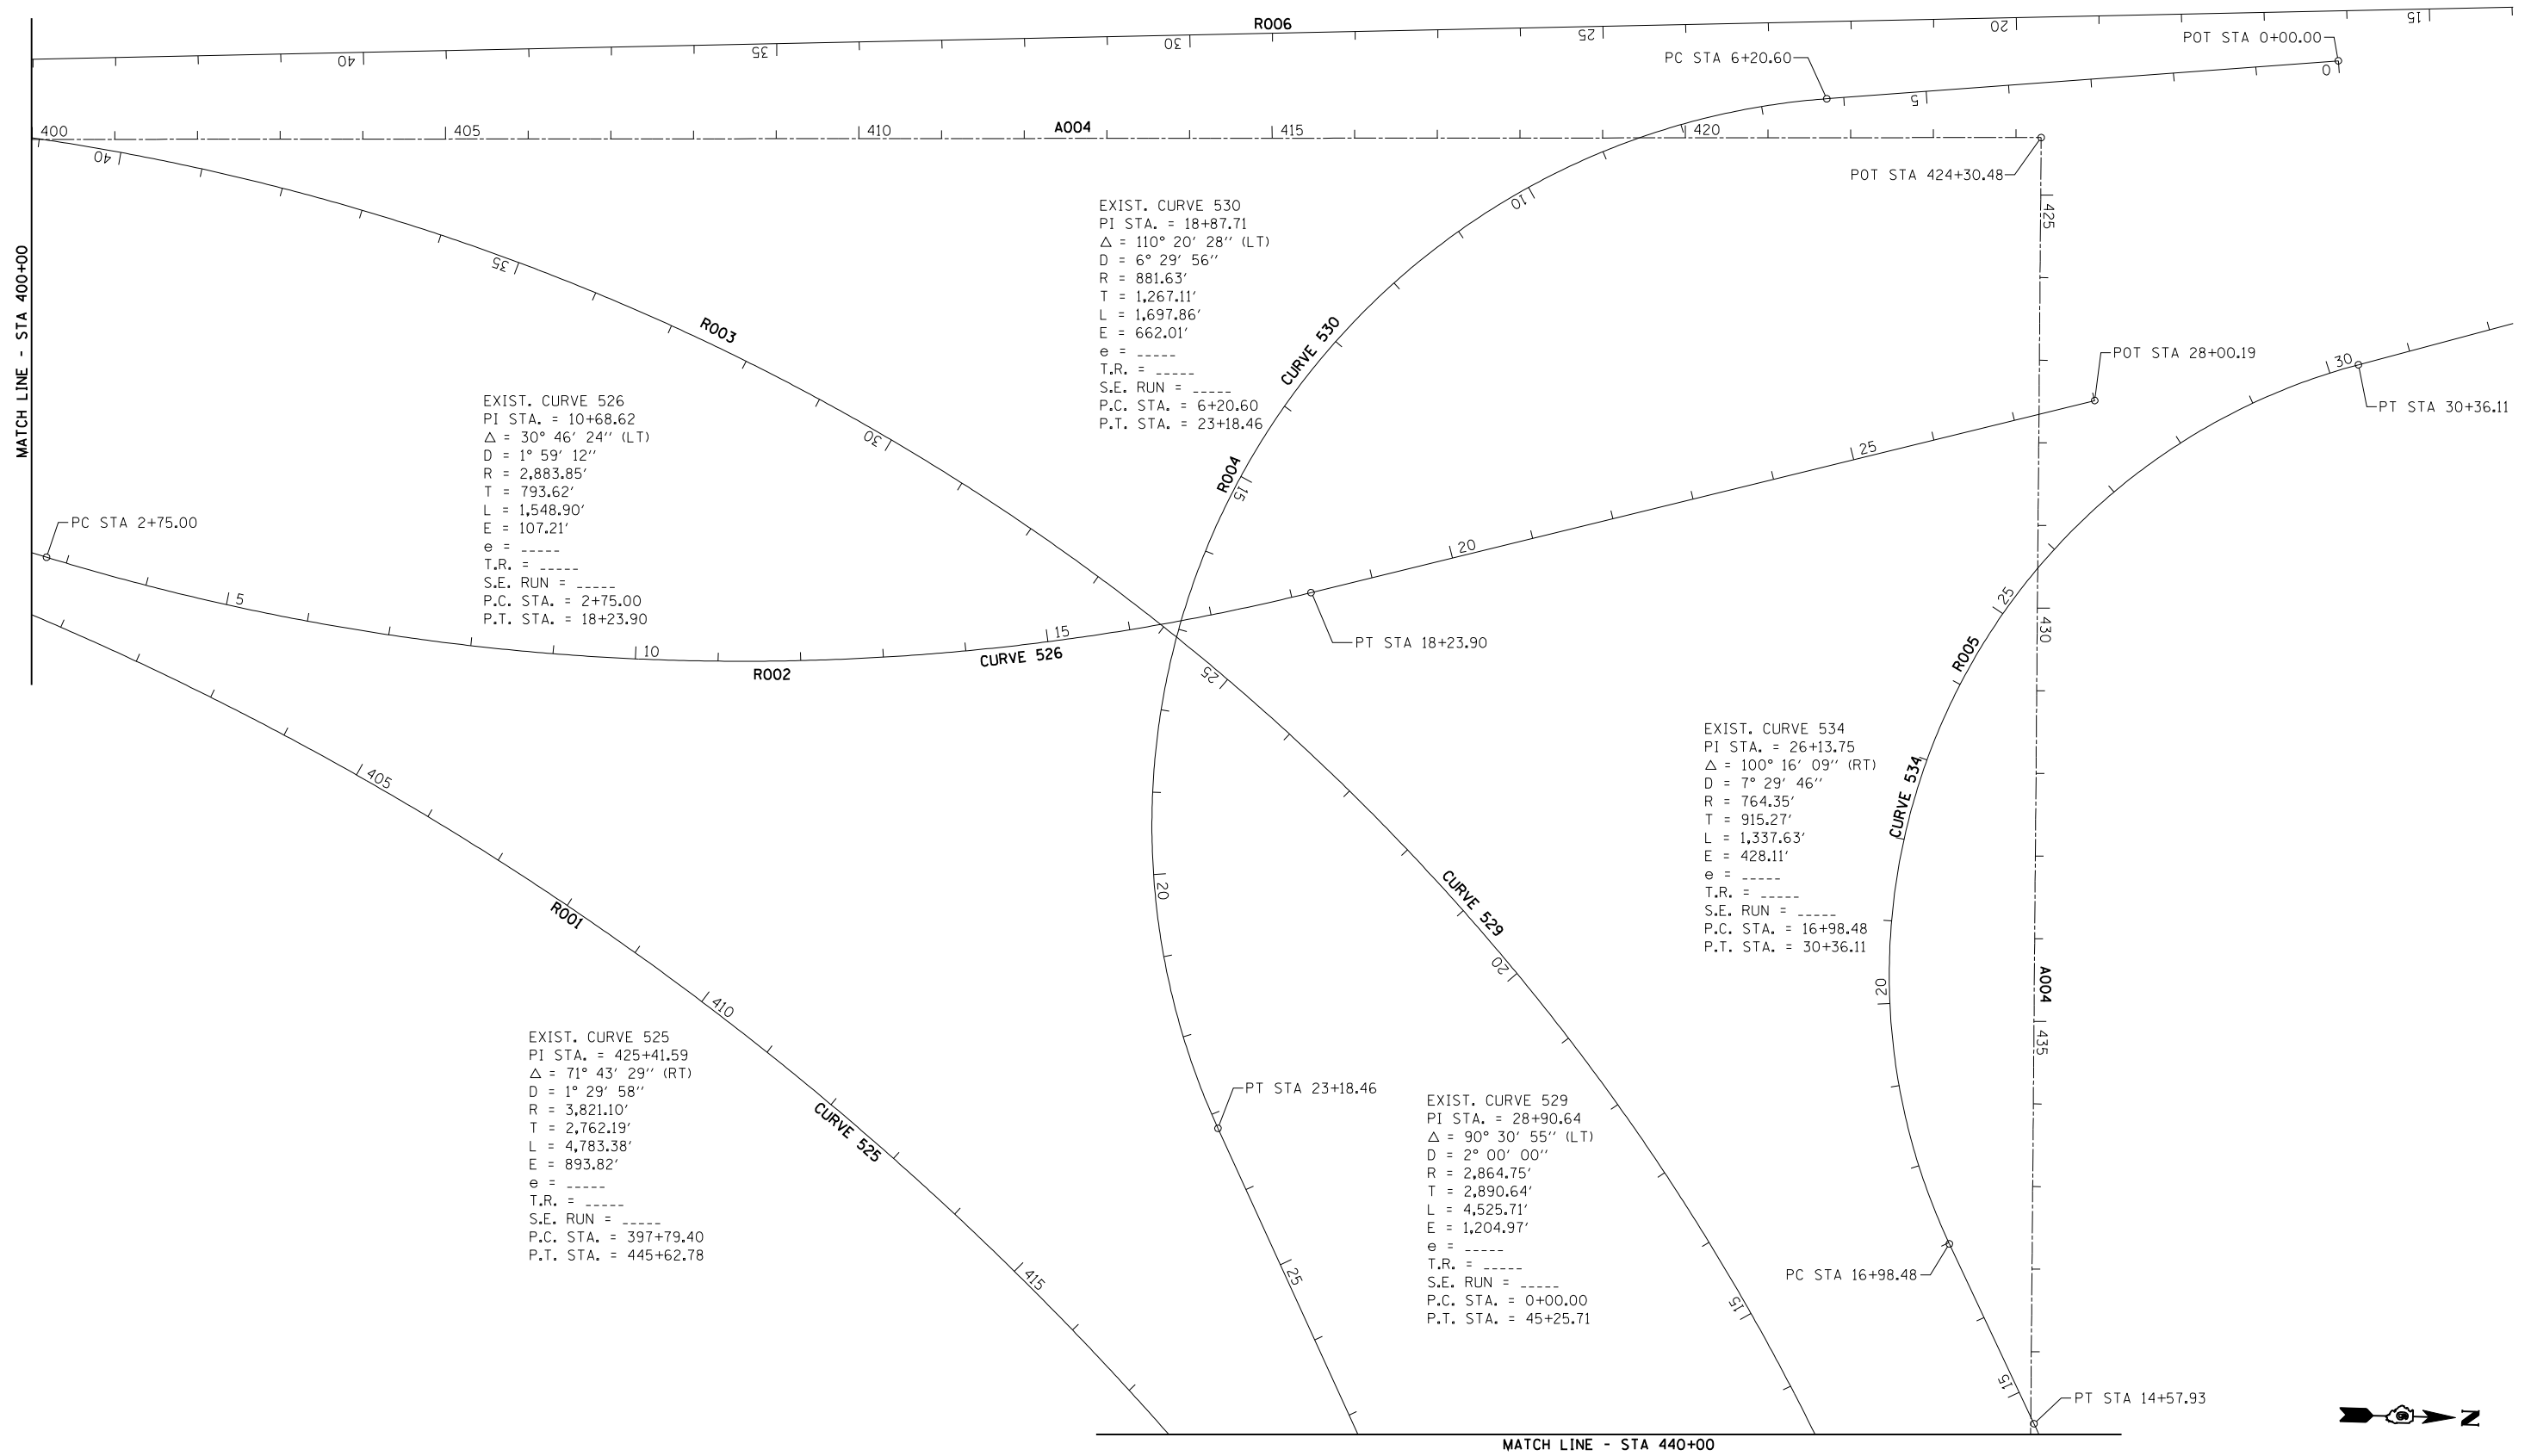 R006
15
20
25
30
35
40
POT STA 0+00.00
0
PC STA 6+20.60
5
400
405
A004
410
415
420
40
POT STA 424+30.48
425
MATCH LINE - STA 400+00
EXIST. CURVE 530
PI STA. = 18+87.71
Δ = 110° 20′ 28′′ (LT)
D = 6° 29′ 56′′
R = 881.63′
T = 1,267.11′
L = 1,697.86′
E = 662.01′
e = _____
T.R. = _____
S.E. RUN = _____
P.C. STA. = 6+20.60
P.T. STA. = 23+18.46
10
35
R003
CURVE 530
POT STA 28+00.19
30
PT STA 30+36.11
EXIST. CURVE 526
PI STA. = 10+68.62
Δ = 30° 46′ 24′′ (LT)
D = 1° 59′ 12′′
R = 2,883.85′
T = 793.62′
L = 1,548.90′
E = 107.21′
e = _____
T.R. = _____
S.E. RUN = _____
P.C. STA. = 2+75.00
P.T. STA. = 18+23.90
30
R004
15
25
PC STA 2+75.00
20
5
25
10
15
CURVE 526
R002
PT STA 18+23.90
430
R005
25
EXIST. CURVE 534
PI STA. = 26+13.75
Δ = 100° 16′ 09′′ (RT)
D = 7° 29′ 46′′
R = 764.35′
T = 915.27′
L = 1,337.63′
E = 428.11′
e = _____
T.R. = _____
S.E. RUN = _____
P.C. STA. = 16+98.48
P.T. STA. = 30+36.11
CURVE 534
405
R001
20
CURVE 529
20
20
A004
410
435
EXIST. CURVE 525
PI STA. = 425+41.59
Δ = 71° 43′ 29′′ (RT)
D = 1° 29′ 58′′
R = 3,821.10′
T = 2,762.19′
L = 4,783.38′
E = 893.82′
e = _____
T.R. = _____
S.E. RUN = _____
P.C. STA. = 397+79.40
P.T. STA. = 445+62.78
CURVE 525
PT STA 23+18.46
EXIST. CURVE 529
PI STA. = 28+90.64
Δ = 90° 30′ 55′′ (LT)
D = 2° 00′ 00′′
R = 2,864.75′
T = 2,890.64′
L = 4,525.71′
E = 1,204.97′
e = _____
T.R. = _____
S.E. RUN = _____
P.C. STA. = 0+00.00
P.T. STA. = 45+25.71
415
25
15
PC STA 16+98.48
15
PT STA 14+57.93
N
MATCH LINE - STA 440+00